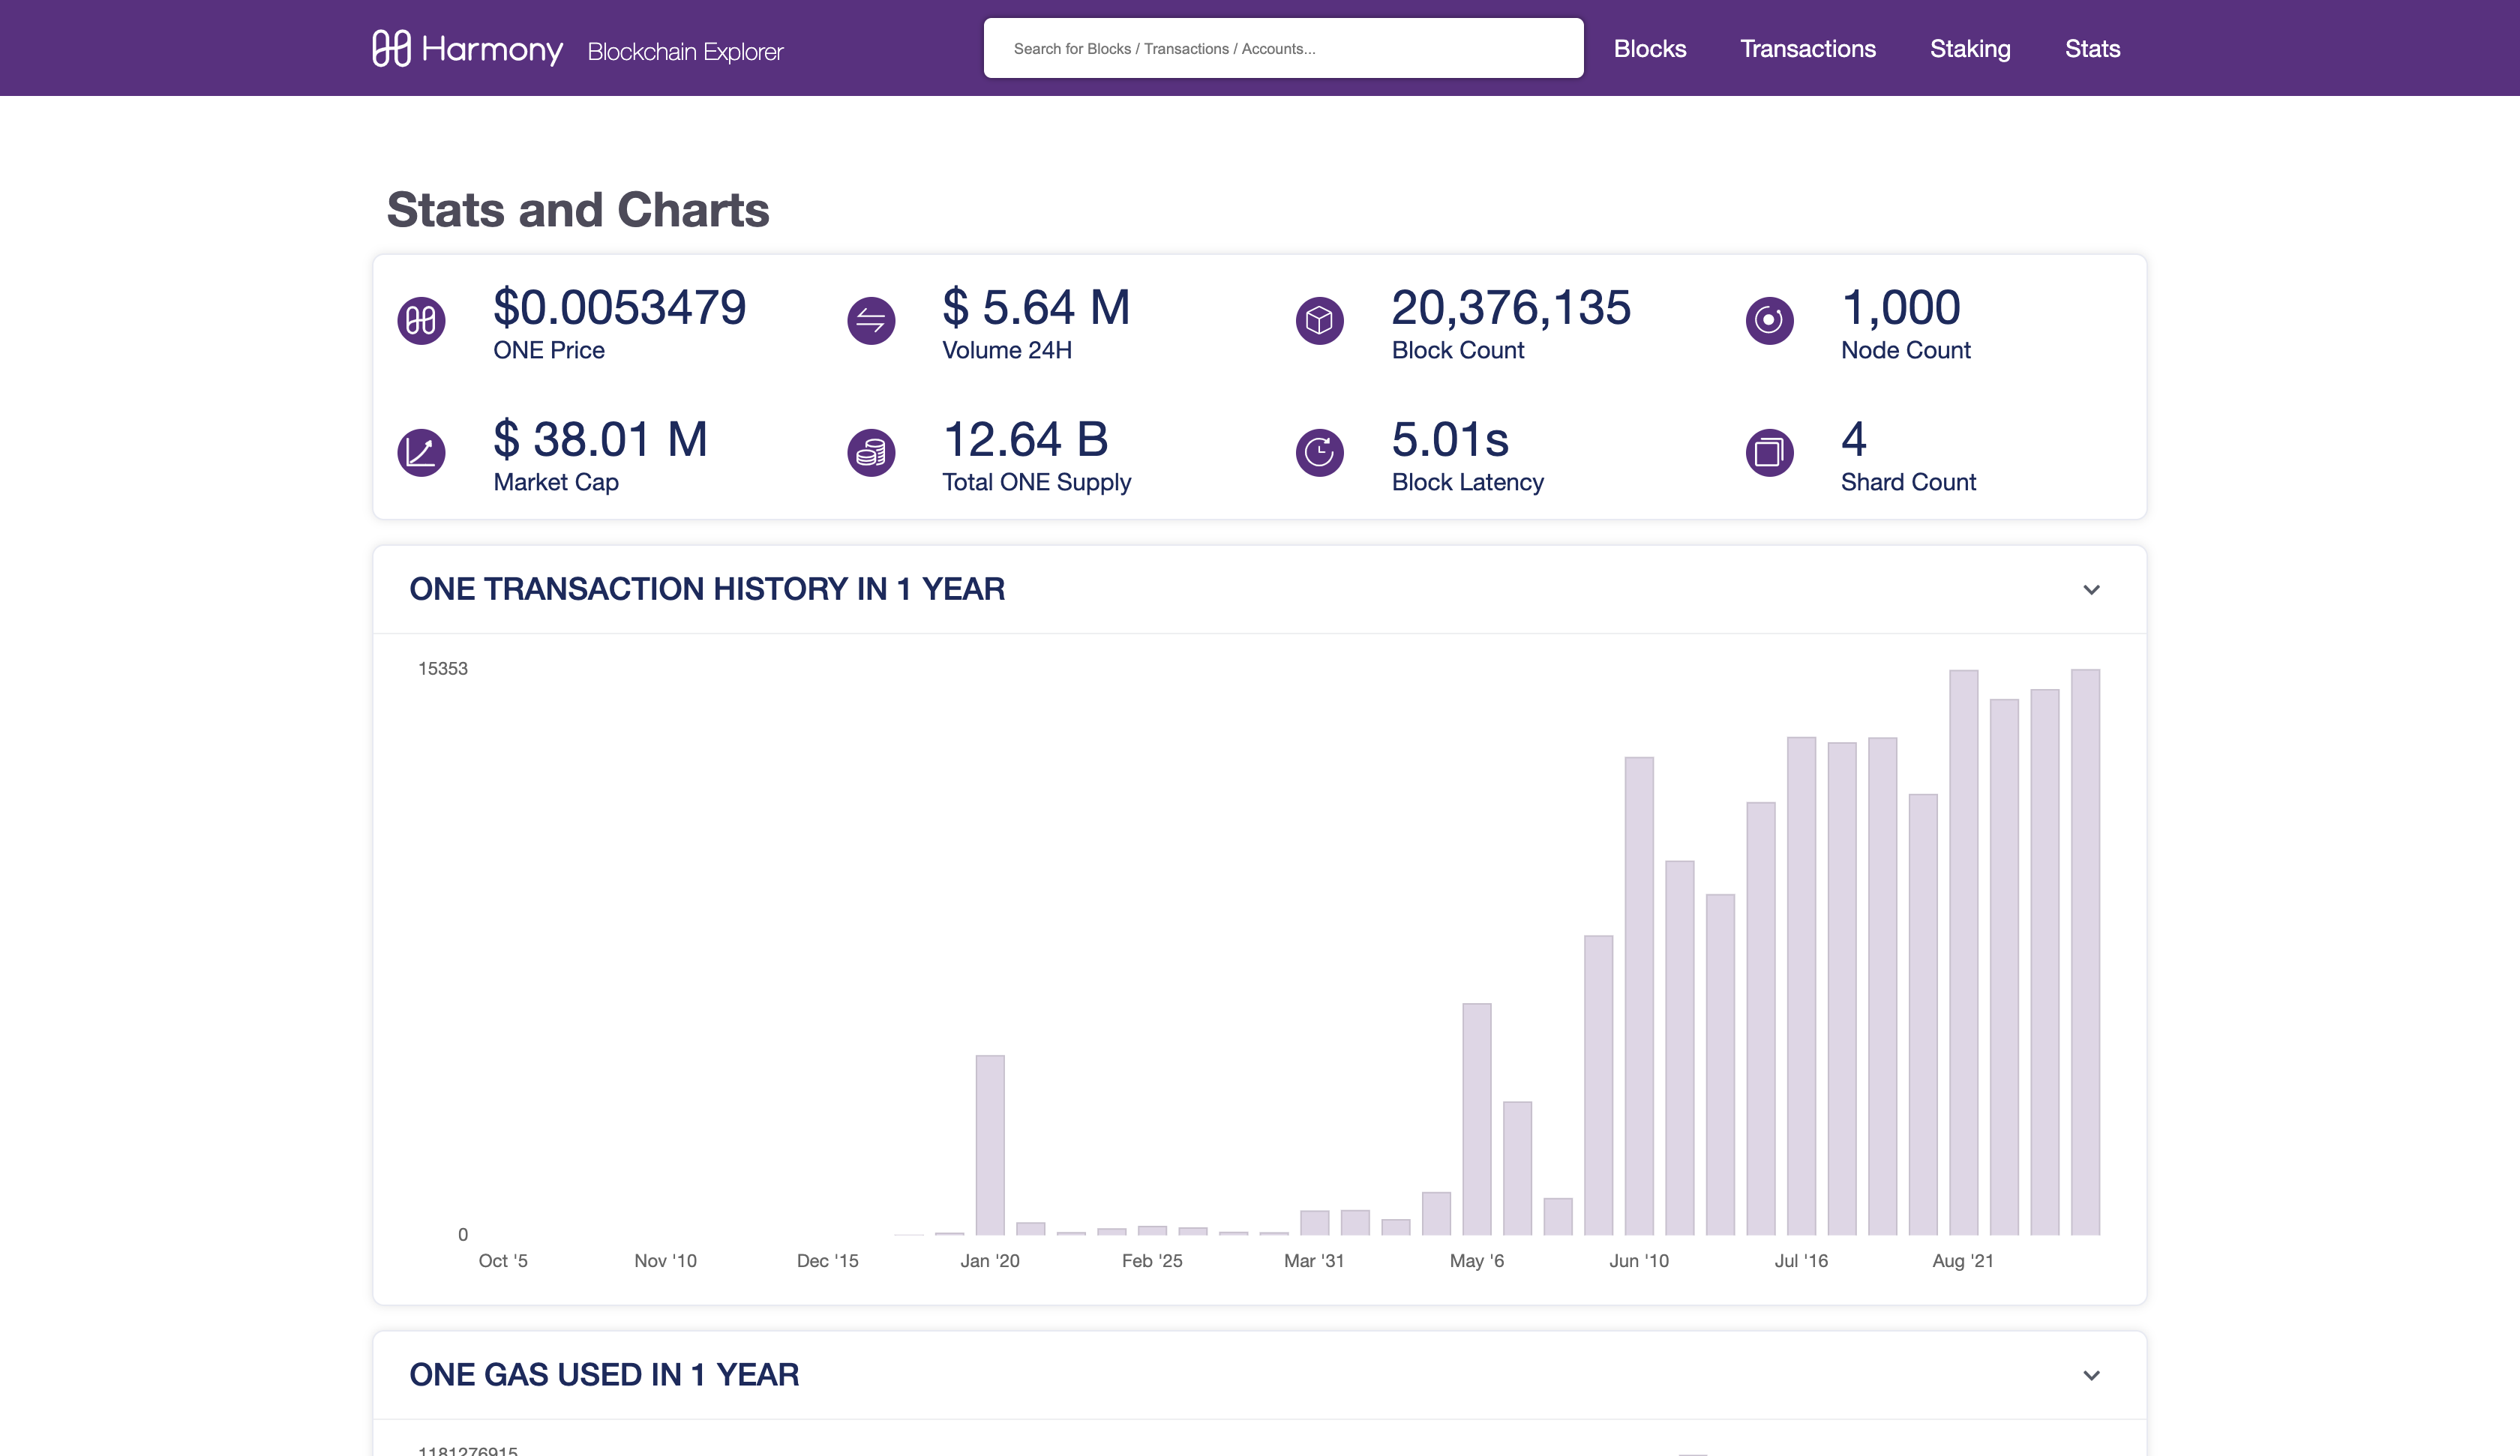 Harmony Blockchain Explorer
Search for Blocks / Transactions / Accounts...
Blocks Transactions Staking Stats
Stats and Charts
$0.0053479
ONE Price
$ 5.64 M
Volume 24H
20,376,135
Block Count
1,000
Node Count
$ 38.01 M
Market Cap
12.64 B
Total ONE Supply
5.01s
Block Latency
4
Shard Count
ONE TRANSACTION HISTORY IN 1 YEAR
15353
0
Oct '5 Nov '10 Dec '15 Jan '20 Feb '25 Mar '31 May '6 Jun '10 Jul '16 Aug '21
ONE GAS USED IN 1 YEAR
1181276915